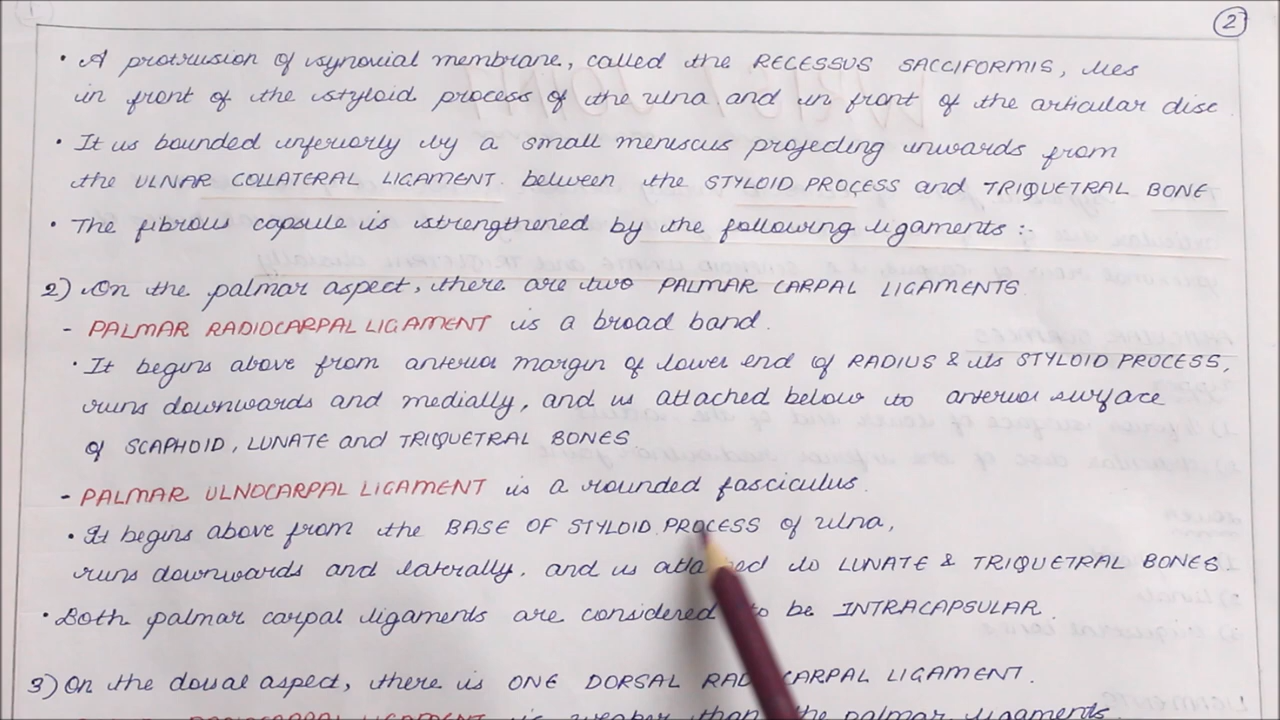 2
• A protrusion of synovial membrane, called the RECESSUS SACCIFORMIS, lies
in front of the styloid process of the ulna and in front of the articular disc.
• It is bounded inferiorly by a small meniscus projecting inwards from
the ULNAR COLLATERAL LIGAMENT between the STYLOID PROCESS and TRIQUETRAL BONE
• The fibrous capsule is strengthened by the following ligaments :-
2) On the palmar aspect, there are two PALMAR CARPAL LIGAMENTS.
- PALMAR RADIOCARPAL LIGAMENT is a broad band.
• It begins above from anterior margin of lower end of RADIUS & its STYLOID PROCESS,
runs downwards and medially, and is attached below to anterior surface
of SCAPHOID, LUNATE and TRIQUETRAL BONES
- PALMAR ULNOCARPAL LIGAMENT is a rounded fasciculus.
• It begins above from the BASE OF STYLOID PROCESS of ulna,
runs downwards and laterally, and is attached to LUNATE & TRIQUETRAL BONES.
• Both palmar carpal ligaments are considered to be INTRACAPSULAR.
3) On the dorsal aspect, there is ONE DORSAL RADIOCARPAL LIGAMENT.
RADIOCARPAL LIGAMENT is weaker than the palmar ligaments.